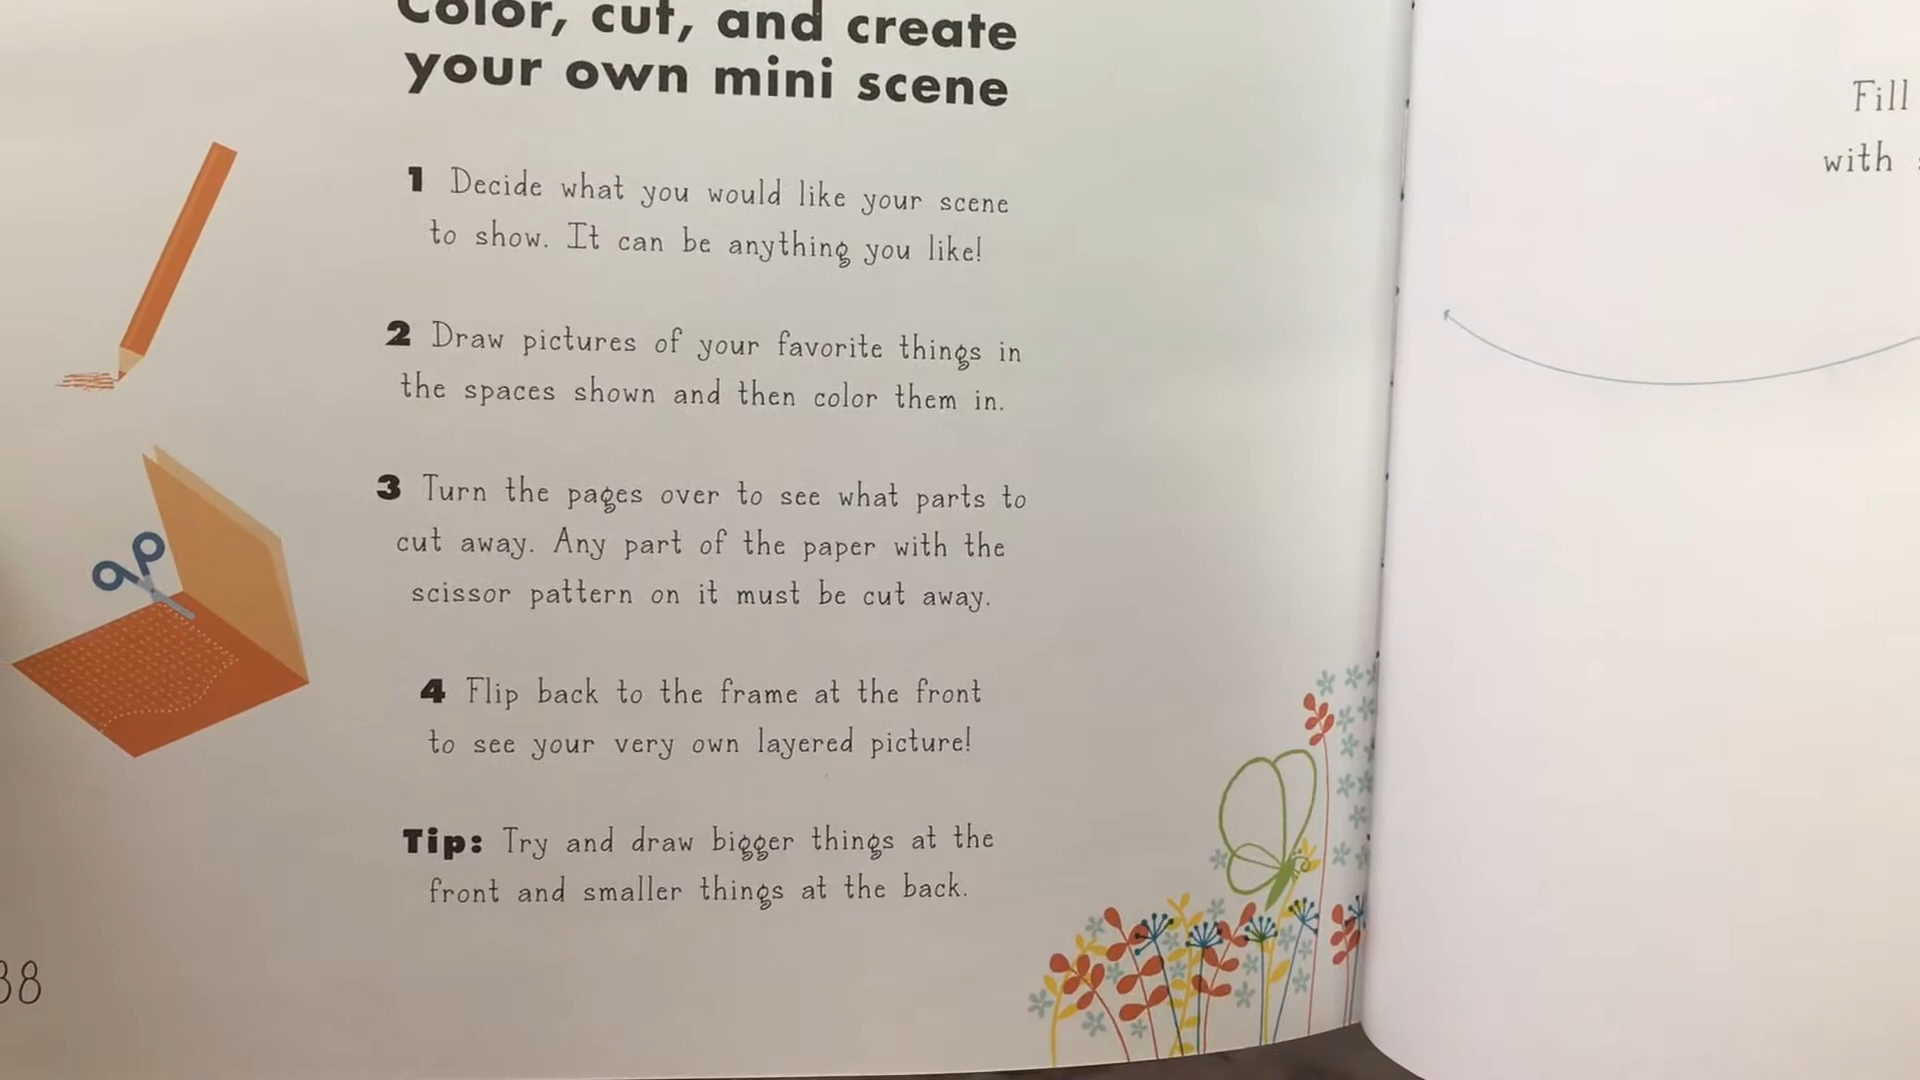 Color, cut, and create
your own mini scene
1 Decide what you would like your scene
to show. It can be anything you like!
2 Draw pictures of your favorite things in
the spaces shown and then color them in.
3 Turn the pages over to see what parts to
cut away. Any part of the paper with the
scissor pattern on it must be cut away.
4 Flip back to the frame at the front
to see your very own layered picture!
Tip: Try and draw bigger things at the
front and smaller things at the back.
38
Fill
with